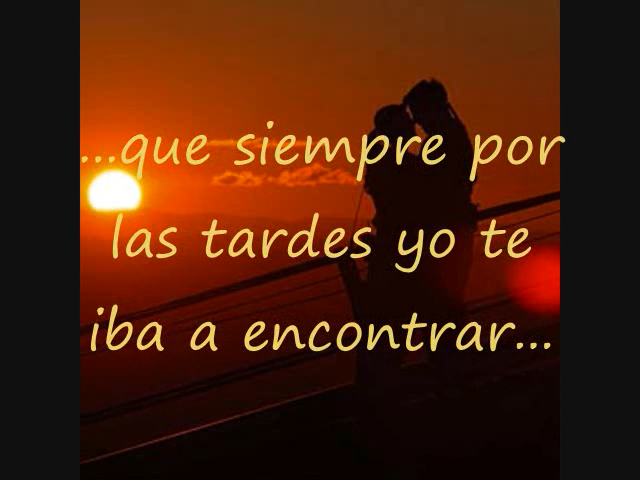 ...que siempre por
las tardes yo te
iba a encontrar...